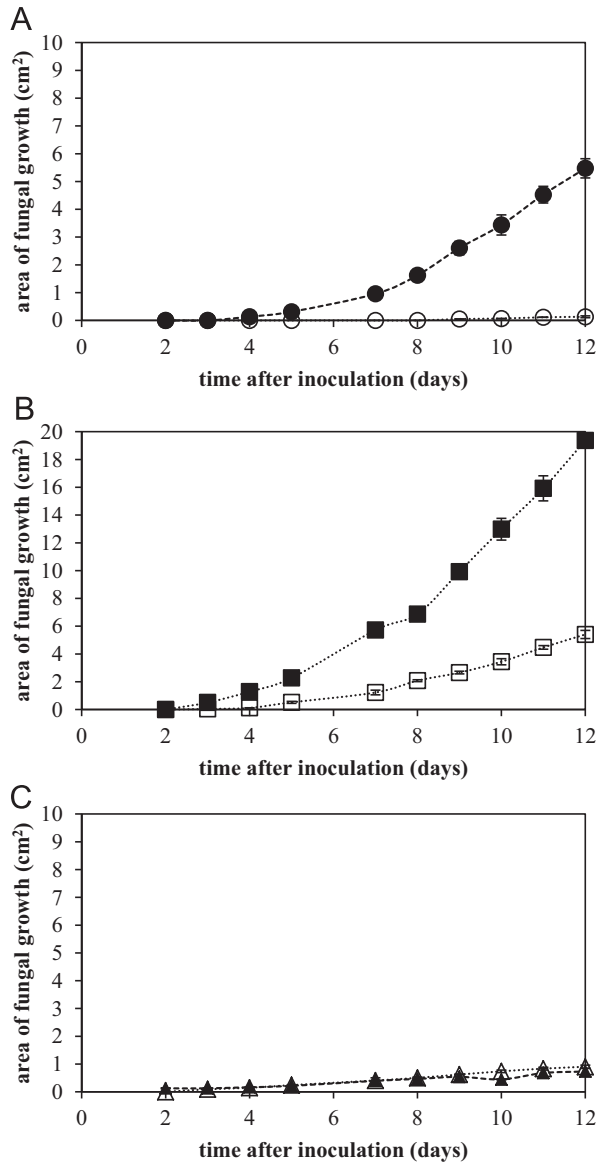 A
10
9
8
7
6
5
4
3
2
1
0
area of fungal growth (cm²)
0 2 4 6 8 10 12
time after inoculation (days)
B
20
18
16
14
12
10
8
6
4
2
0
area of fungal growth (cm²)
0 2 4 6 8 10 12
time after inoculation (days)
C
10
9
8
7
6
5
4
3
2
1
0
area of fungal growth (cm²)
0 2 4 6 8 10 12
time after inoculation (days)